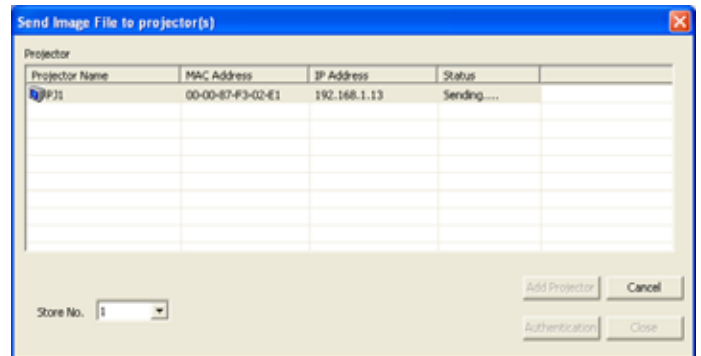 Send Image File to projector(s)
Projector
Projector Name MAC Address IP Address Status
PJ1 00-00-87-F3-02-E1 192.168.1.13 Sending.....
Add Projector Cancel
Store No. 1
Authentication Close